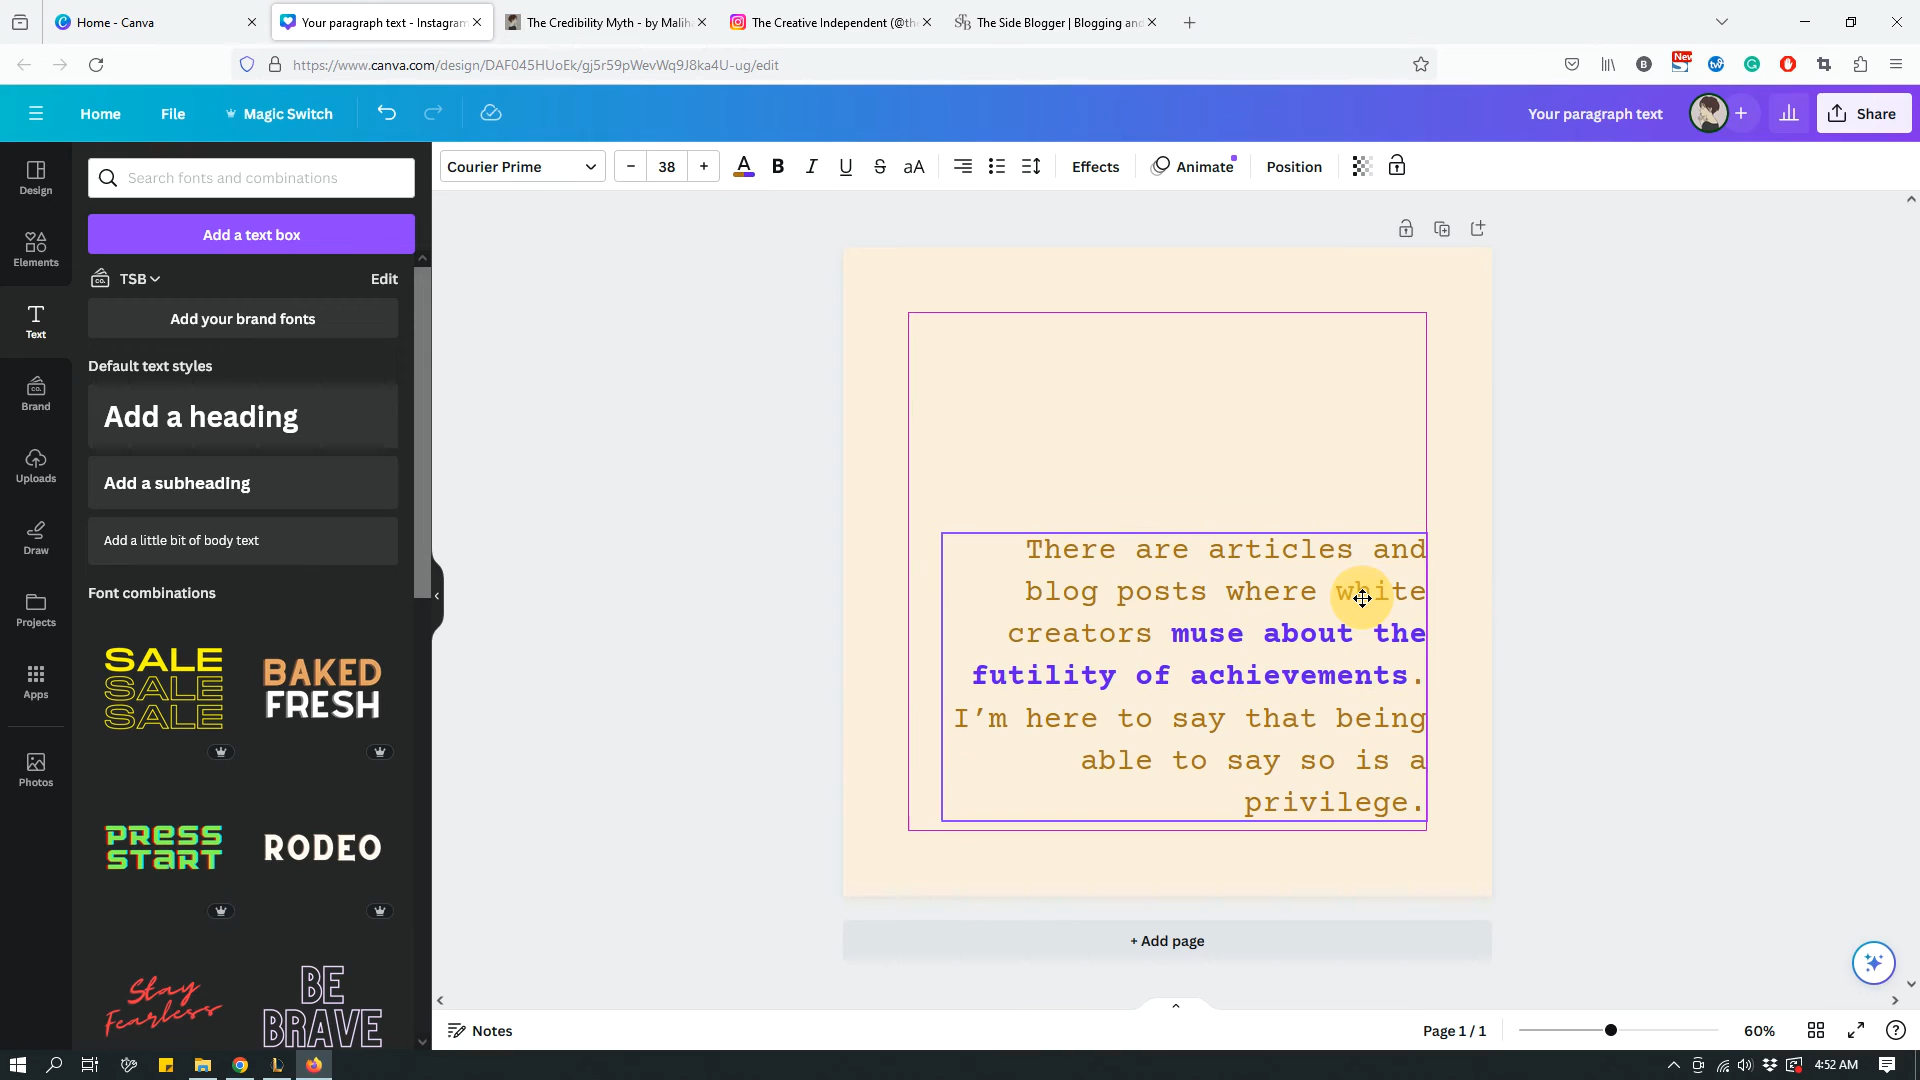 Home - Canva
Your paragraph text - Instagram
The Credibility Myth - by Malih
The Creative Independent (@th
The Side Blogger | Blogging and
https://www.canva.com/design/DAF045HUoEk/gj5r59pWevWq9J8ka4U-ug/edit
New
Home
File
Magic Switch
Your paragraph text
Share
Design
Elements
Text
Brand
Uploads
Draw
Projects
Apps
Photos
Search fonts and combinations
Add a text box
TSB
Edit
Add your brand fonts
Default text styles
Add a heading
Add a subheading
Add a little bit of body text
Font combinations
SALE
SALE
SALE
BAKED
FRESH
PRESS
START
RODEO
Stay
Fearless
BE
BRAVE
Courier Prime
38
Effects
Animate
Position
There are articles and
blog posts where white
creators muse about the
futility of achievements.
I’m here to say that being
able to say so is a
privilege.
+ Add page
Notes
Page 1 / 1
60%
4:52 AM